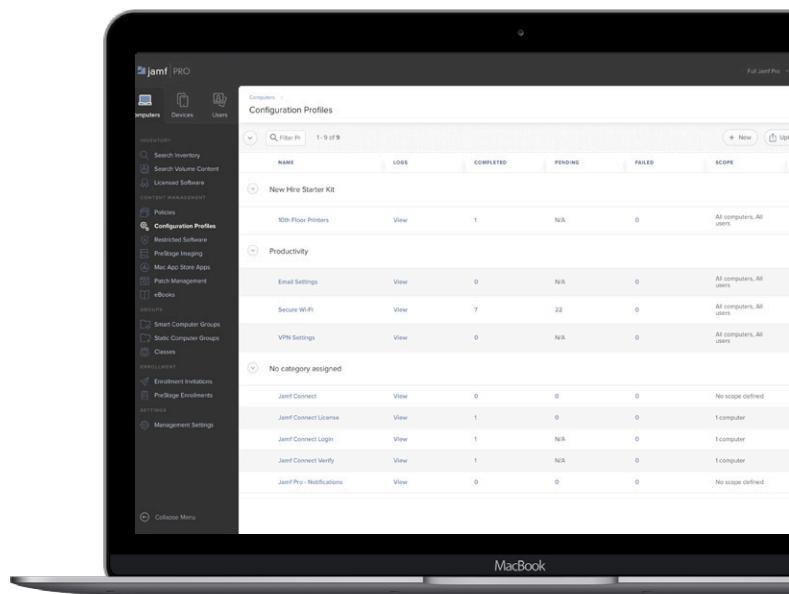 jamf PRO
Full Jamf Pro
Computers Devices Users
Computers
Configuration Profiles
Filter Pr
1 - 9 of 9
New
Upl
INVENTORY
Search Inventory
Search Volume Content
Licensed Software
CONTENT MANAGEMENT
Policies
Configuration Profiles
Restricted Software
PreStage Imaging
Mac App Store Apps
Patch Management
eBooks
GROUPS
Smart Computer Groups
Static Computer Groups
Classes
ENROLLMENT
Enrollment Invitations
PreStage Enrollments
SETTINGS
Management Settings
Collapse Menu
NAME LOGS COMPLETED PENDING FAILED SCOPE
New Hire Starter Kit
10th Floor Printers View 1 N/A 0 All computers, All users
Productivity
Email Settings View 0 N/A 0 All computers, All users
Secure Wi-Fi View 7 22 0 All computers, All users
VPN Settings View 0 N/A 0 All computers, All users
No category assigned
Jamf Connect View 0 0 0 No scope defined
Jamf Connect License View 1 0 0 1 computer
Jamf Connect Login View 1 N/A 0 1 computer
Jamf Connect Verify View 1 N/A 0 1 computer
Jamf Pro - Notifications View 0 0 0 No scope defined
MacBook